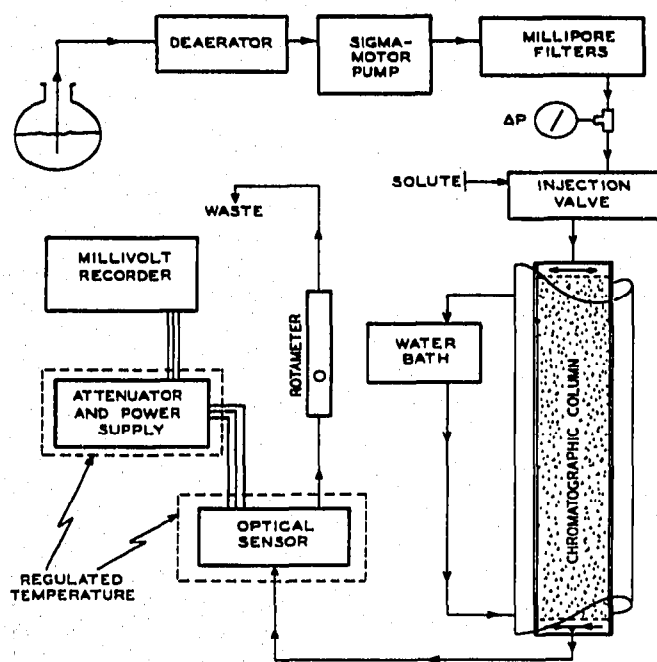 DEAERATOR
SIGMA-
MOTOR
PUMP
MILLIPORE
FILTERS
ΔP
SOLUTE
INJECTION
VALVE
WASTE
MILLIVOLT
RECORDER
ROTAMETER
WATER
BATH
CHROMATOGRAPHIC COLUMN
ATTENUATOR
AND POWER
SUPPLY
OPTICAL
SENSOR
REGULATED
TEMPERATURE